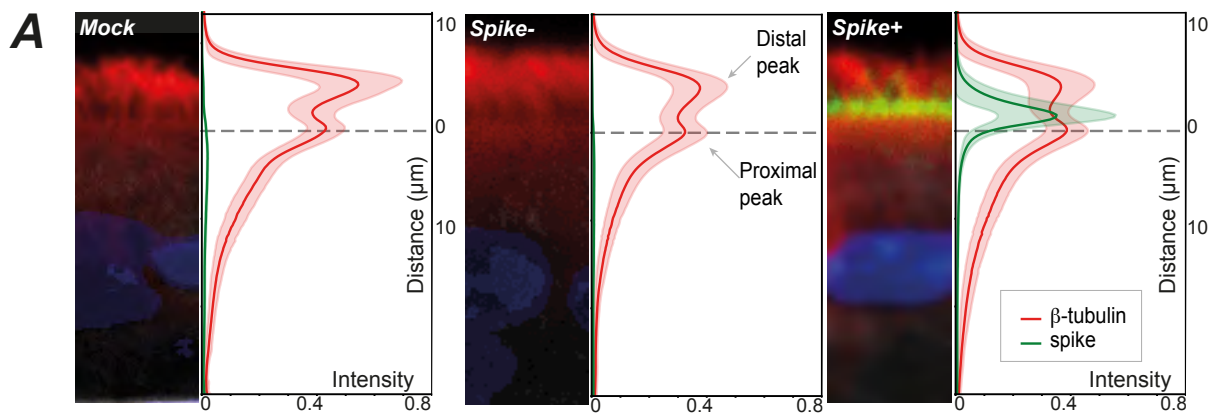 A
Mock
Spike-
Spike+
10
0
10
Distance (µm)
Intensity
0
0.4
0.8
Distal
peak
Proximal
peak
0
0.4
0.8
10
0
10
Distance (µm)
β-tubulin
spike
Intensity
0
0.4
0.8